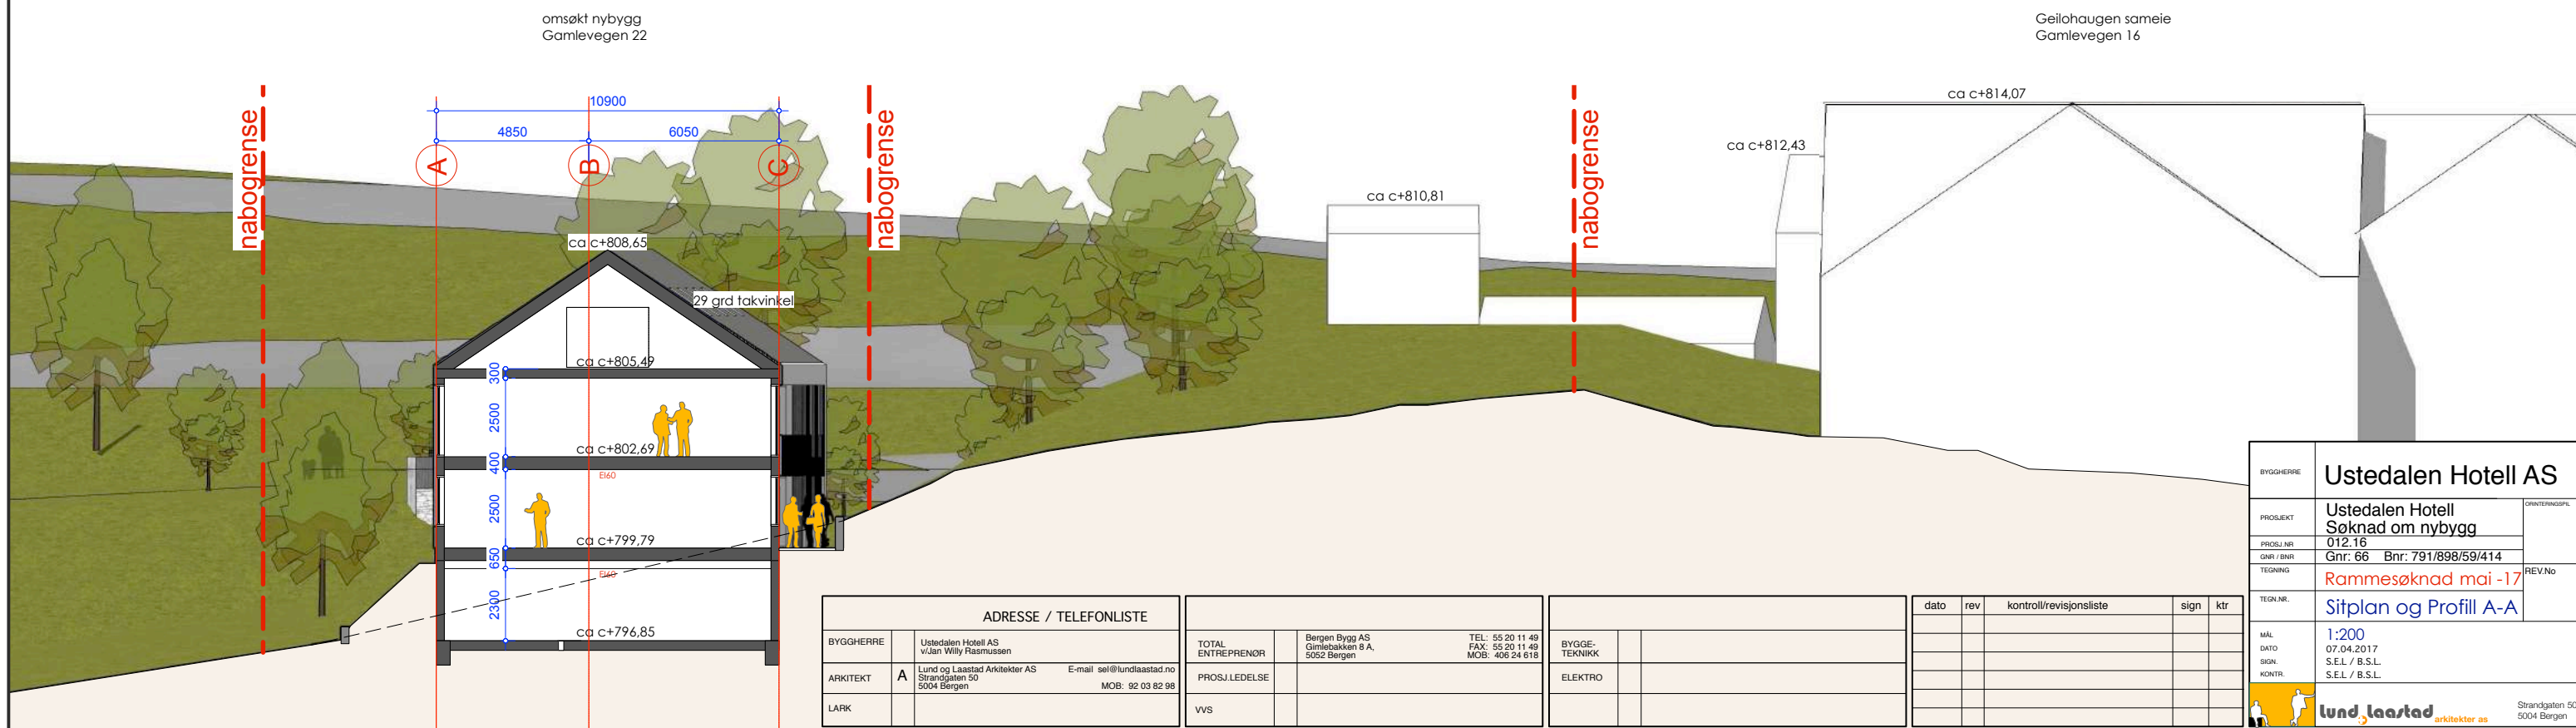 omsøkt nybygg
Gamlevegen 22
Geilohaugen sameie
Gamlevegen 16
nabogrense
nabogrense
nabogrense
10900
4850
6050
A
B
C
ca c+814,07
ca c+812,43
ca c+810,81
ca c+808,65
29 grd takvinkel
ca c+805,49
300
2500
ca c+802,69
400
EI60
2500
ca c+799,79
650
EI60
2300
ca c+796,85
ADRESSE / TELEFONLISTE
BYGGHERRE
Ustedalen Hotell AS
v/Jan Willy Rasmussen
ARKITEKT
A
Lund og Laastad Arkitekter AS
Strandgaten 50
5004 Bergen
E-mail sel@lundlaastad.no
MOB: 92 03 82 98
LARK
TOTAL
ENTREPRENØR
Bergen Bygg AS
Gimlebakken 8 A,
5052 Bergen
TEL: 55 20 11 49
FAX: 55 20 11 49
MOB: 406 24 618
PROSJ.LEDELSE
VVS
BYGGE-
TEKNIKK
ELEKTRO
dato rev kontroll/revisjonsliste sign ktr
BYGGHERRE
Ustedalen Hotell AS
PROSJEKT
Ustedalen Hotell
Søknad om nybygg
ORINTERINGSPIL
PROSJ.NR
012.16
GNR / BNR
Gnr: 66 Bnr: 791/898/59/414
TEGNING
Rammesøknad mai -17
REV.No
TEGN.NR.
Sitplan og Profill A-A
MÅL
1:200
DATO
07.04.2017
SIGN.
S.E.L / B.S.L.
KONTR.
S.E.L / B.S.L.
Lund Laastad arkitekter as
Strandgaten 50
5004 Bergen